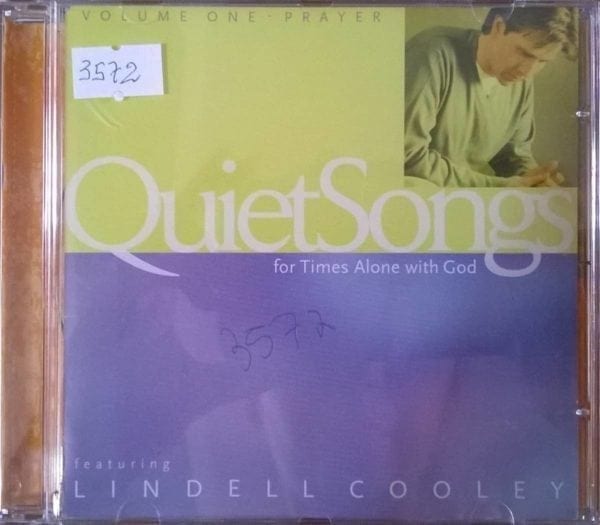 VOLUME ONE · PRAYER
3572
QuietSongs
for Times Alone with God
3572
featuring
LINDELL COOLEY